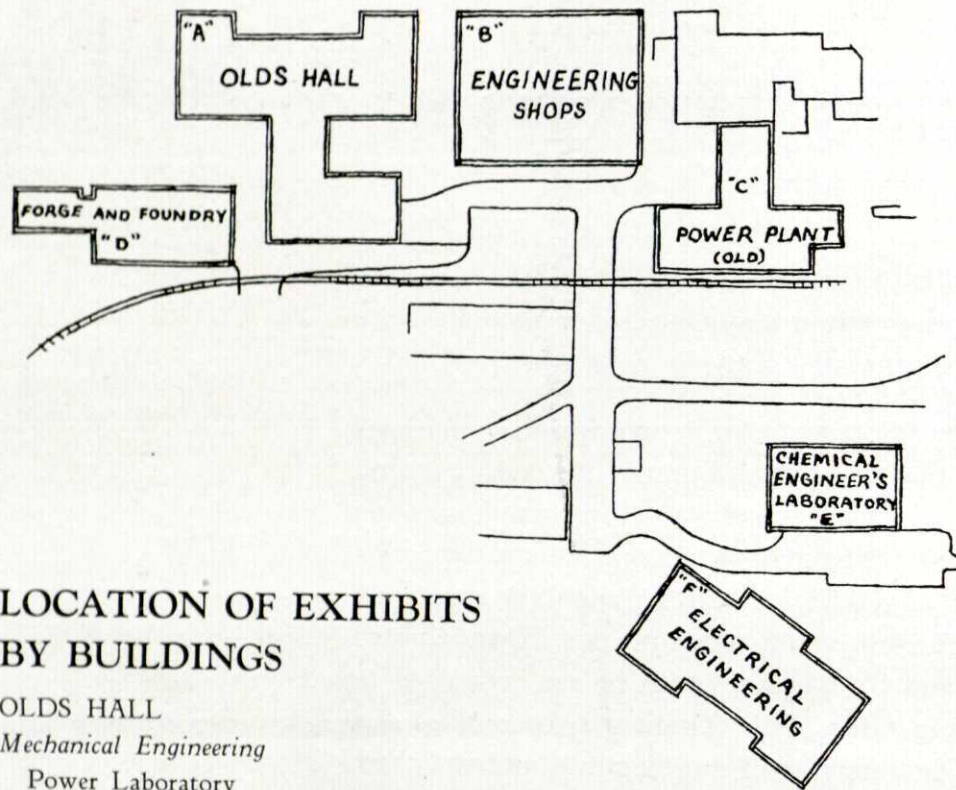 "A"
OLDS HALL
"B"
ENGINEERING
SHOPS
"C"
POWER PLANT
(OLD)
FORGE AND FOUNDRY
"D"
CHEMICAL
ENGINEER'S
LABORATORY
"E"
"F"
ELECTRICAL
ENGINEERING
LOCATION OF EXHIBITS
BY BUILDINGS
OLDS HALL
Mechanical Engineering
Power Laboratory